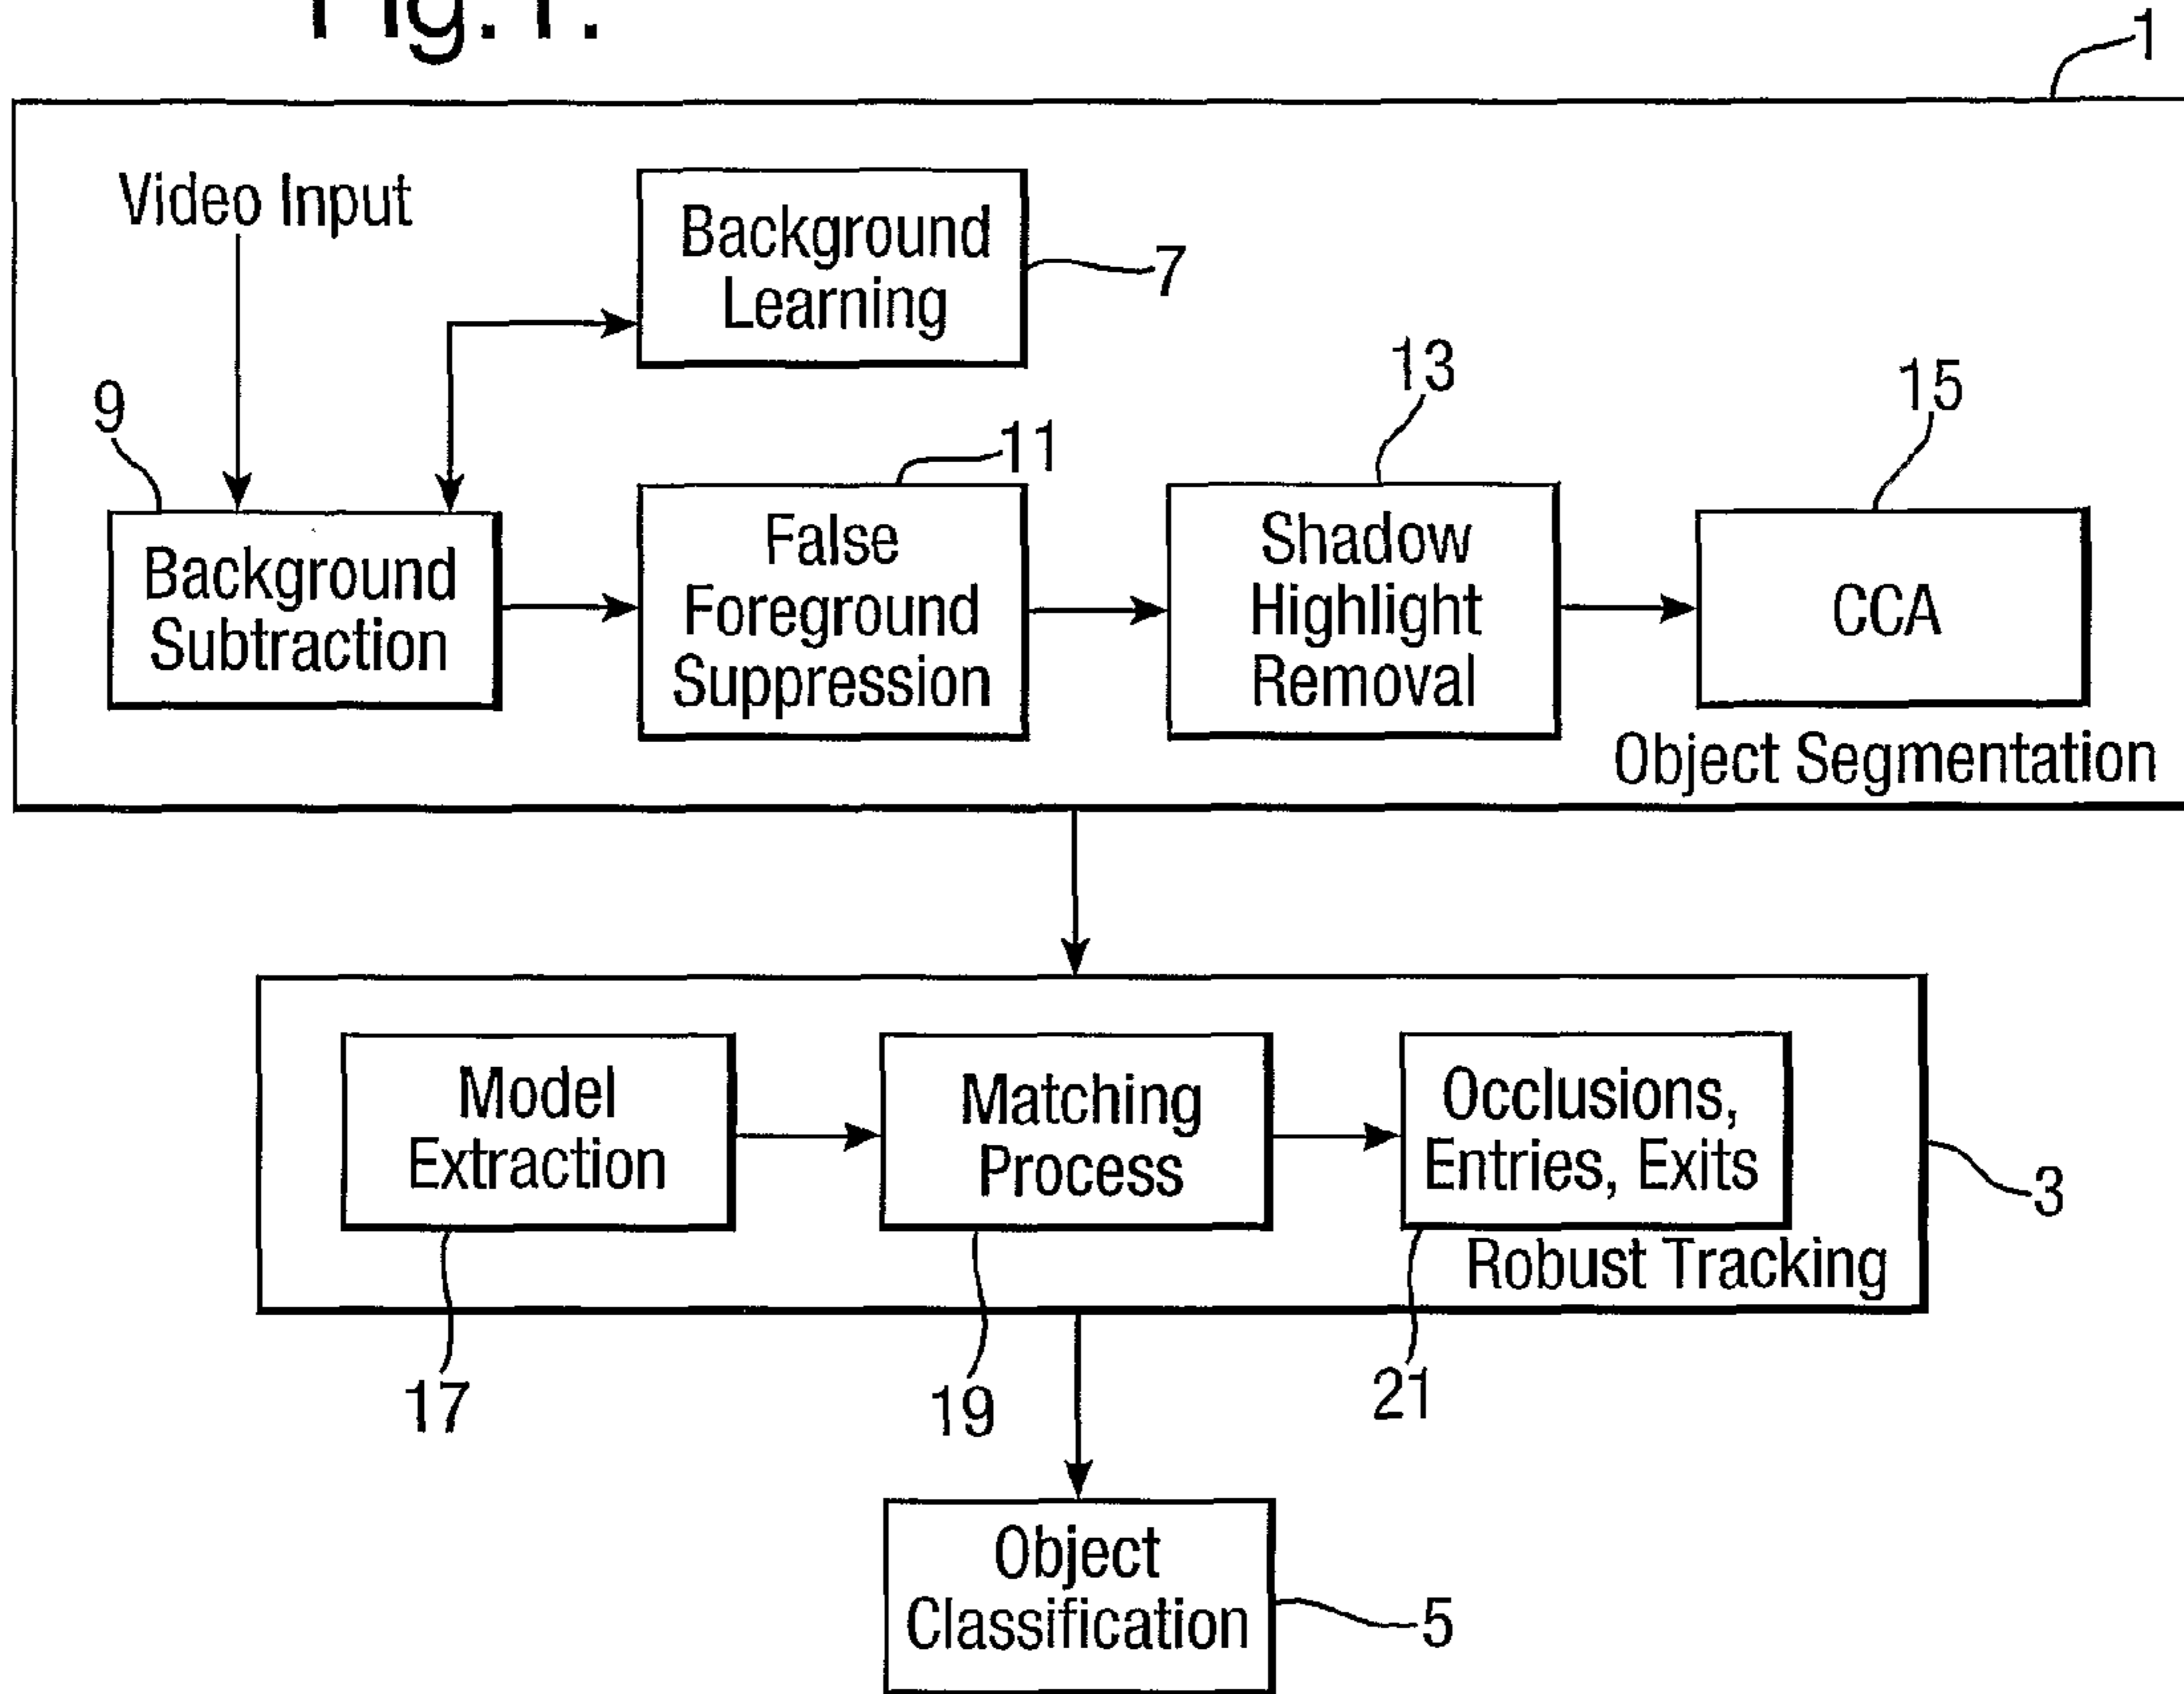 Fig.1.
1
Video Input
Background
Learning
7
9
11
13
15
Background
Subtraction
False
Foreground
Suppression
Shadow
Highlight
Removal
CCA
Object Segmentation
Model
Extraction
Matching
Process
Occlusions,
Entries, Exits
3
Robust Tracking
17
19
21
Object
Classification
5